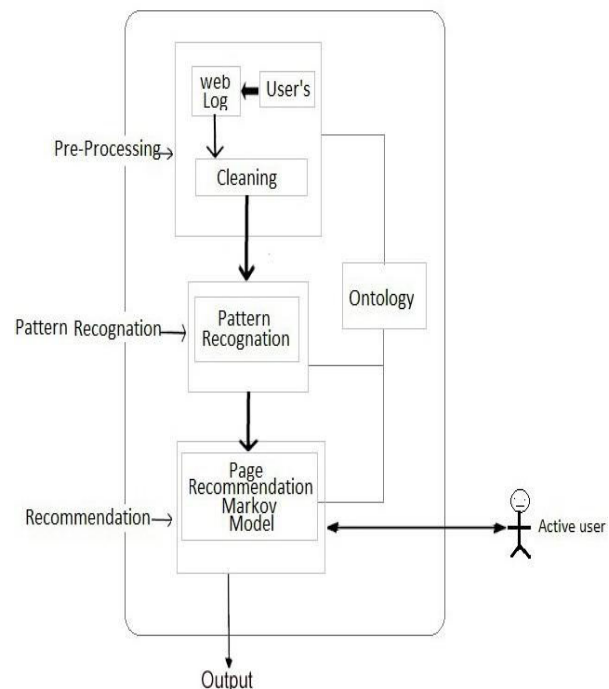 web
Log
User's
Pre-Processing
Cleaning
Ontology
Pattern Recognation
Pattern
Recognation
Page
Recommendation
Markov
Model
Recommendation
Active user
Output